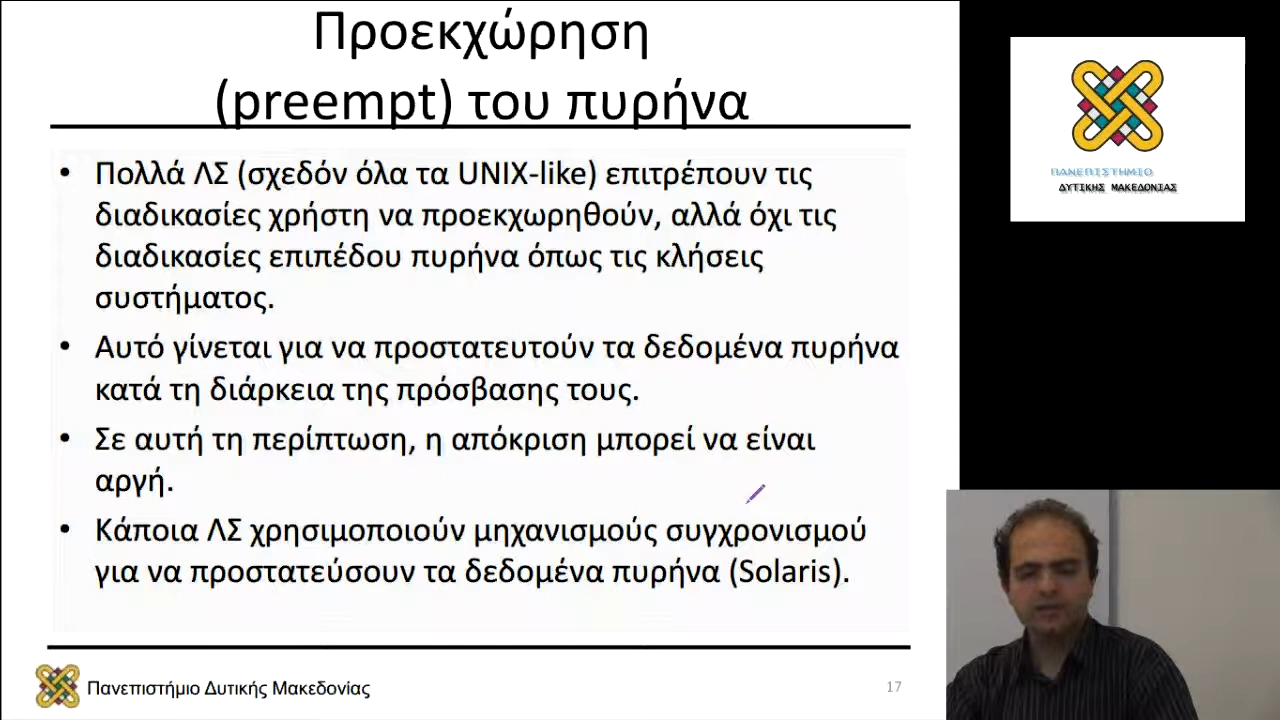 Προεκχώρηση
(preempt) του πυρήνα
• Πολλά ΛΣ (σχεδόν όλα τα UNIX-like) επιτρέπουν τις
διαδικασίες χρήστη να προεκχωρηθούν, αλλά όχι τις
διαδικασίες επιπέδου πυρήνα όπως τις κλήσεις
συστήματος.
• Αυτό γίνεται για να προστατευτούν τα δεδομένα πυρήνα
κατά τη διάρκεια της πρόσβασης τους.
• Σε αυτή τη περίπτωση, η απόκριση μπορεί να είναι
αργή.
• Κάποια ΛΣ χρησιμοποιούν μηχανισμούς συγχρονισμού
για να προστατεύσουν τα δεδομένα πυρήνα (Solaris).
Πανεπιστήμιο Δυτικής Μακεδονίας
17
ΠΑΝΕΠΙΣΤΗΜΙΟ
ΔΥΤΙΚΗΣ ΜΑΚΕΔΟΝΙΑΣ